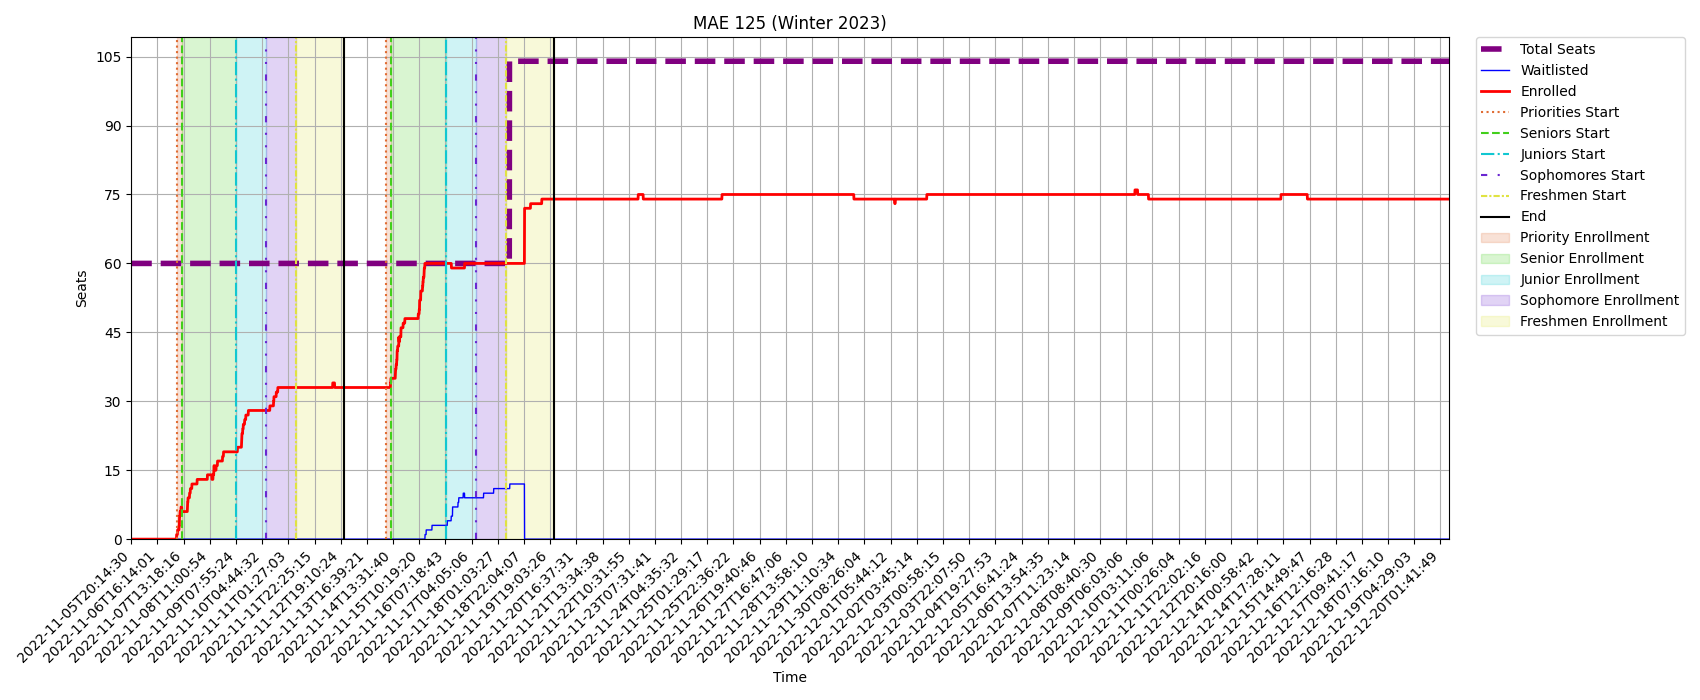 MAE 125 (Winter 2023)
105
90
75
60
45
30
15
0
Seats
2022-11-05T20:14:30
2022-11-06T16:14:01
2022-11-07T13:18:16
2022-11-08T11:00:54
2022-11-09T07:55:24
2022-11-10T04:44:32
2022-11-11T01:27:03
2022-11-11T22:25:15
2022-11-12T19:10:24
2022-11-13T16:39:21
2022-11-14T13:31:40
2022-11-15T10:19:20
2022-11-16T07:18:43
2022-11-17T04:05:06
2022-11-18T01:03:27
2022-11-18T22:04:07
2022-11-19T19:03:26
2022-11-20T16:37:31
2022-11-21T13:34:38
2022-11-22T10:31:55
2022-11-23T07:31:41
2022-11-24T04:35:32
2022-11-25T01:29:17
2022-11-25T22:36:22
2022-11-26T19:40:46
2022-11-27T16:47:06
2022-11-28T13:58:10
2022-11-29T11:10:34
2022-11-30T08:26:04
2022-12-01T05:44:12
2022-12-02T03:45:14
2022-12-03T00:58:15
2022-12-03T22:07:50
2022-12-04T19:27:53
2022-12-05T16:41:24
2022-12-06T13:54:35
2022-12-07T11:23:14
2022-12-08T08:40:30
2022-12-09T06:03:06
2022-12-10T03:11:06
2022-12-11T00:26:04
2022-12-11T22:02:16
2022-12-12T20:16:00
2022-12-14T00:58:42
2022-12-14T17:28:11
2022-12-15T14:49:47
2022-12-16T12:16:28
2022-12-17T09:41:17
2022-12-18T07:16:10
2022-12-19T04:29:03
2022-12-20T01:41:49
Time
Total Seats
Waitlisted
Enrolled
Priorities Start
Seniors Start
Juniors Start
Sophomores Start
Freshmen Start
End
Priority Enrollment
Senior Enrollment
Junior Enrollment
Sophomore Enrollment
Freshmen Enrollment